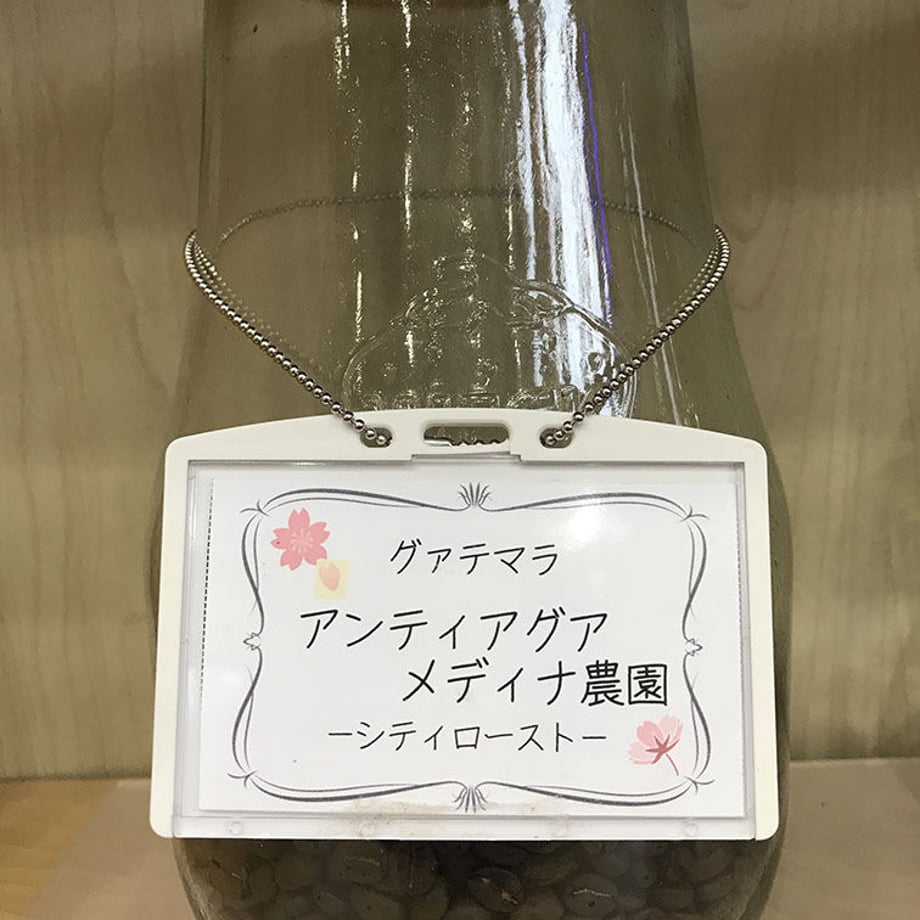 グァテマラ
アンティアグア
メディナ農園
ーシティローストー